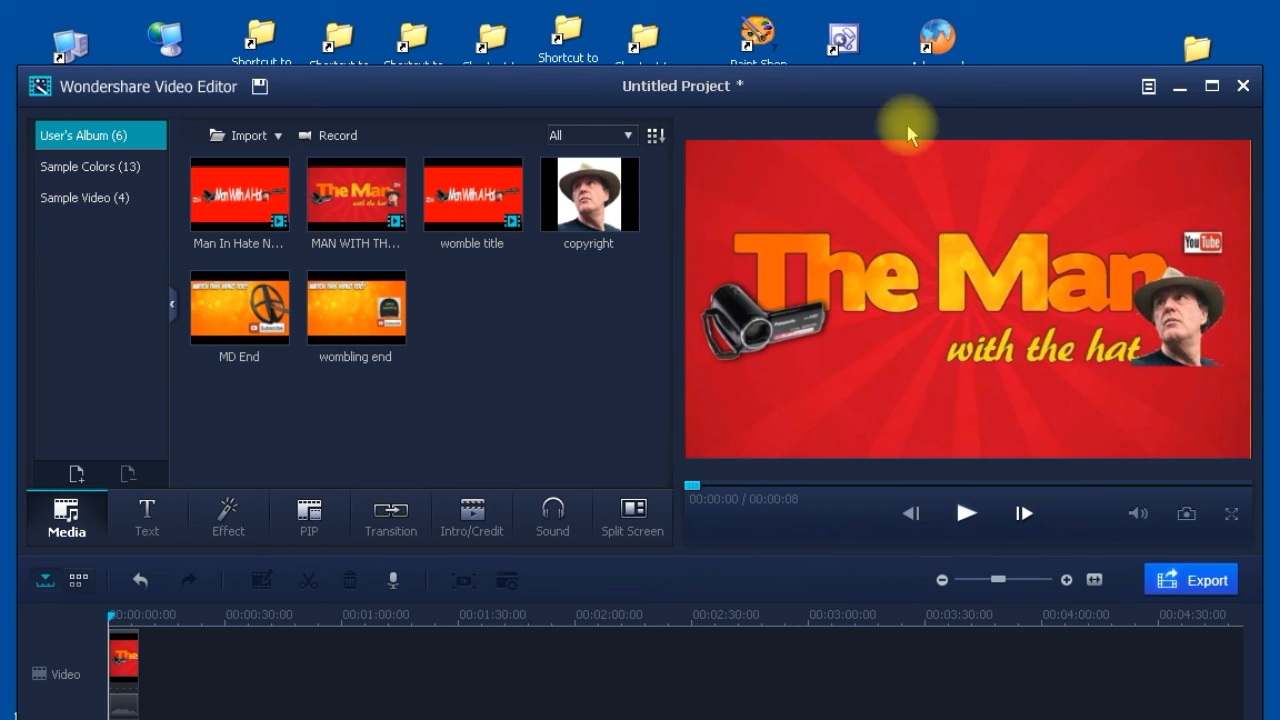 Shortcut to
Shortcut to
Wondershare Video Editor
Untitled Project *
User's Album (6)
Sample Colors (13)
Sample Video (4)
Import
Record
All
Man In Hate N...
MAN WITH TH...
womble title
copyright
MD End
wombling end
The Man
with the hat
YouTube
Panasonic
00:00:00 / 00:00:08
Media
Text
Effect
PIP
Transition
Intro/Credit
Sound
Split Screen
Export
00:00:00:00
00:00:30:00
00:01:00:00
00:01:30:00
00:02:00:00
00:02:30:00
00:03:00:00
00:03:30:00
00:04:00:00
00:04:30:00
Video